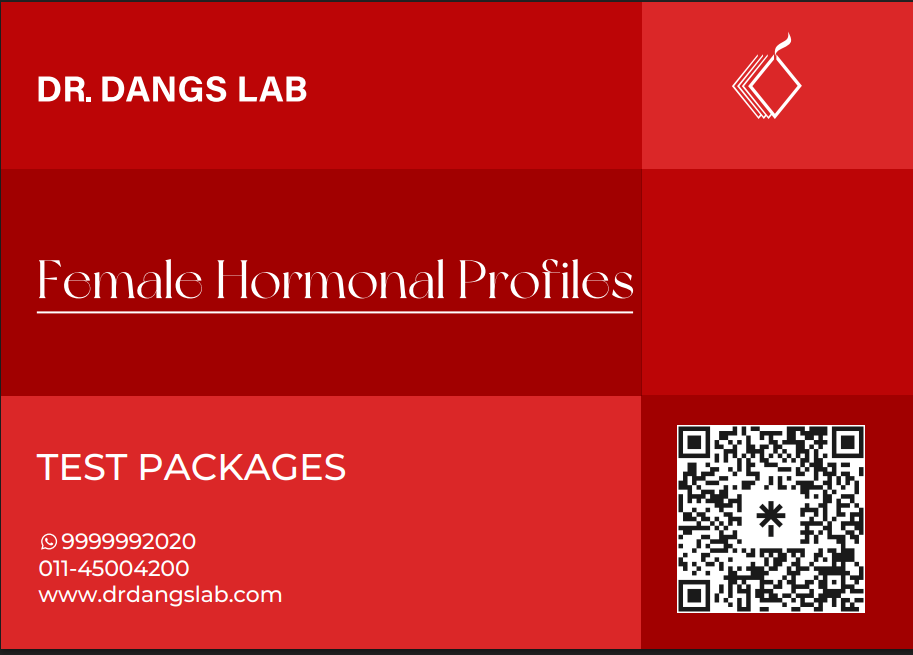 DR. DANGS LAB
Female Hormonal Profiles
TEST PACKAGES
9999992020
011-45004200
www.drdangslab.com